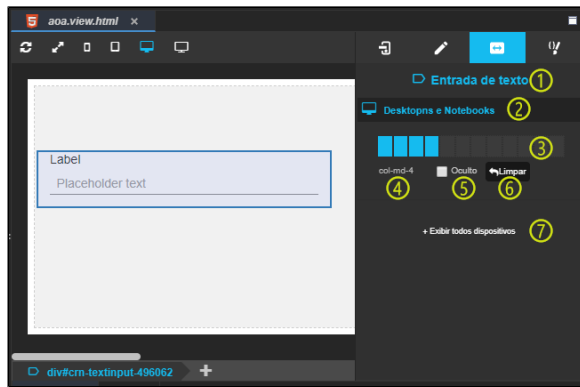 aoa.view.html ×
Entrada de texto 1
Desktopns e Notebooks 2
3
Label
Placeholder text
col-md-4 Oculto Limpar
4 5 6
+ Exibir todos dispositivos 7
div#crn-textinput-496062 +